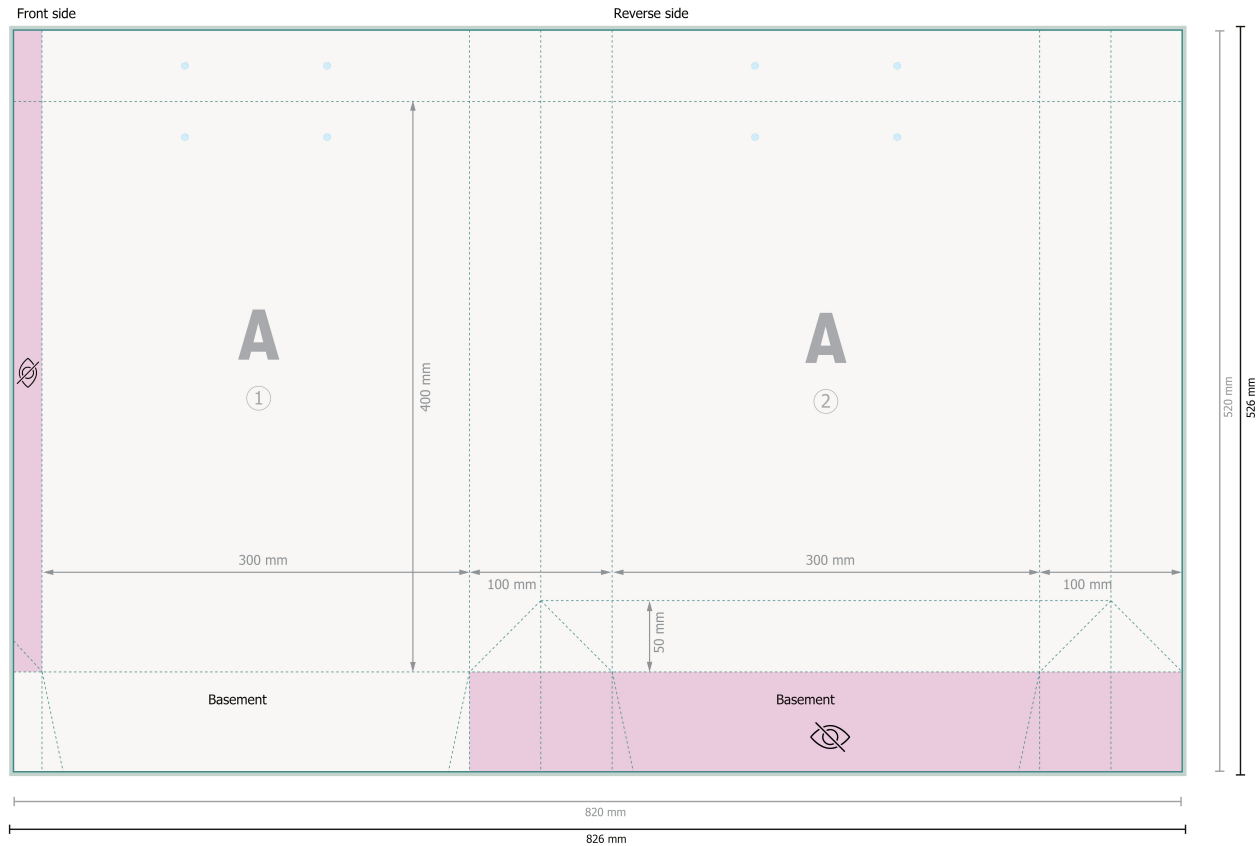 Front side
Reverse side
A
1
A
2
400 mm
520 mm
526 mm
300 mm
100 mm
300 mm
100 mm
50 mm
Basement
Basement
820 mm
826 mm